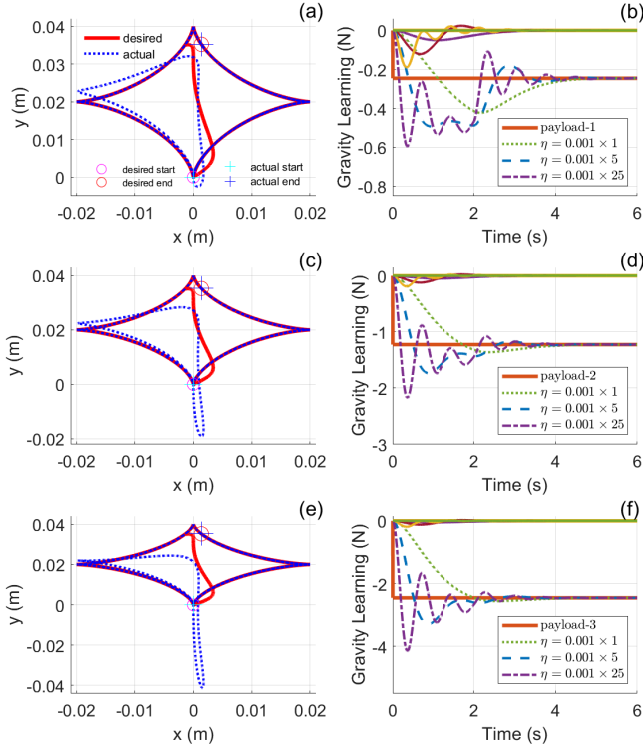 (a)
desired
actual
y (m)
0.04
0.03
0.02
0.01
0
desired start
desired end
actual start
actual end
-0.02
-0.01
0
0.01
0.02
x (m)
(b)
Gravity Learning (N)
0
-0.2
-0.4
-0.6
-0.8
payload-1
η = 0.001 × 1
η = 0.001 × 5
η = 0.001 × 25
0
2
4
6
Time (s)
(c)
y (m)
0.04
0.02
0
-0.02
-0.02
-0.01
0
0.01
0.02
x (m)
(d)
Gravity Learning (N)
0
-1
-2
-3
payload-2
η = 0.001 × 1
η = 0.001 × 5
η = 0.001 × 25
0
2
4
6
Time (s)
(e)
y (m)
0.04
0.02
0
-0.02
-0.04
-0.02
-0.01
0
0.01
0.02
x (m)
(f)
Gravity Learning (N)
0
-2
-4
payload-3
η = 0.001 × 1
η = 0.001 × 5
η = 0.001 × 25
0
2
4
6
Time (s)